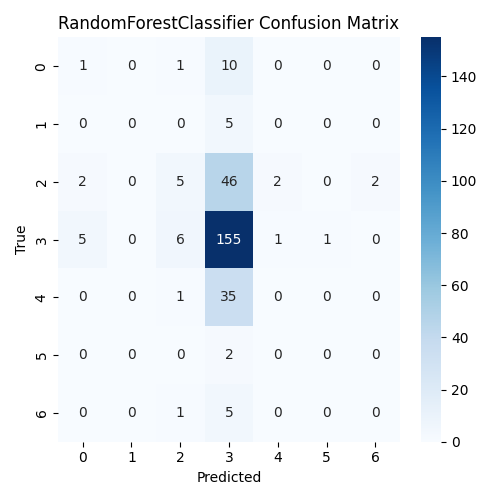 RandomForestClassifier Confusion Matrix
0 1 0 1 10 0 0 0
1 0 0 0 5 0 0 0
2 2 0 5 46 2 0 2
3 5 0 6 155 1 1 0
4 0 0 1 35 0 0 0
5 0 0 0 2 0 0 0
6 0 0 1 5 0 0 0
0 1 2 3 4 5 6
Predicted
True
140
120
100
80
60
40
20
0